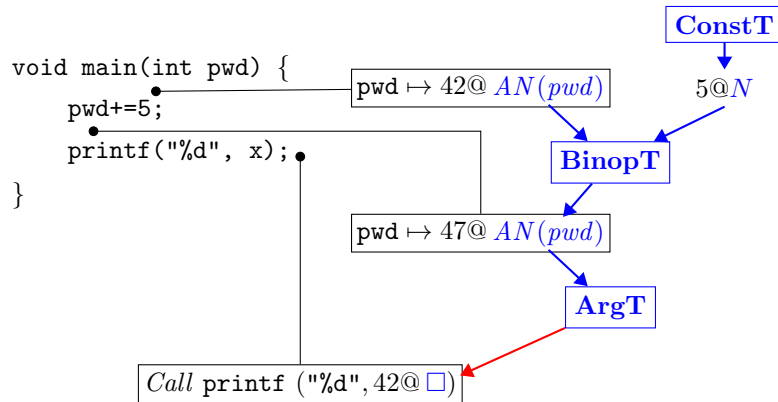 ConstT
void main(int pwd) {
pwd ↦ 42@ AN(pwd)
5@N
pwd+=5;
printf("%d", x);
BinopT
}
pwd ↦ 47@ AN(pwd)
ArgT
Call printf ("%d", 42@ □)